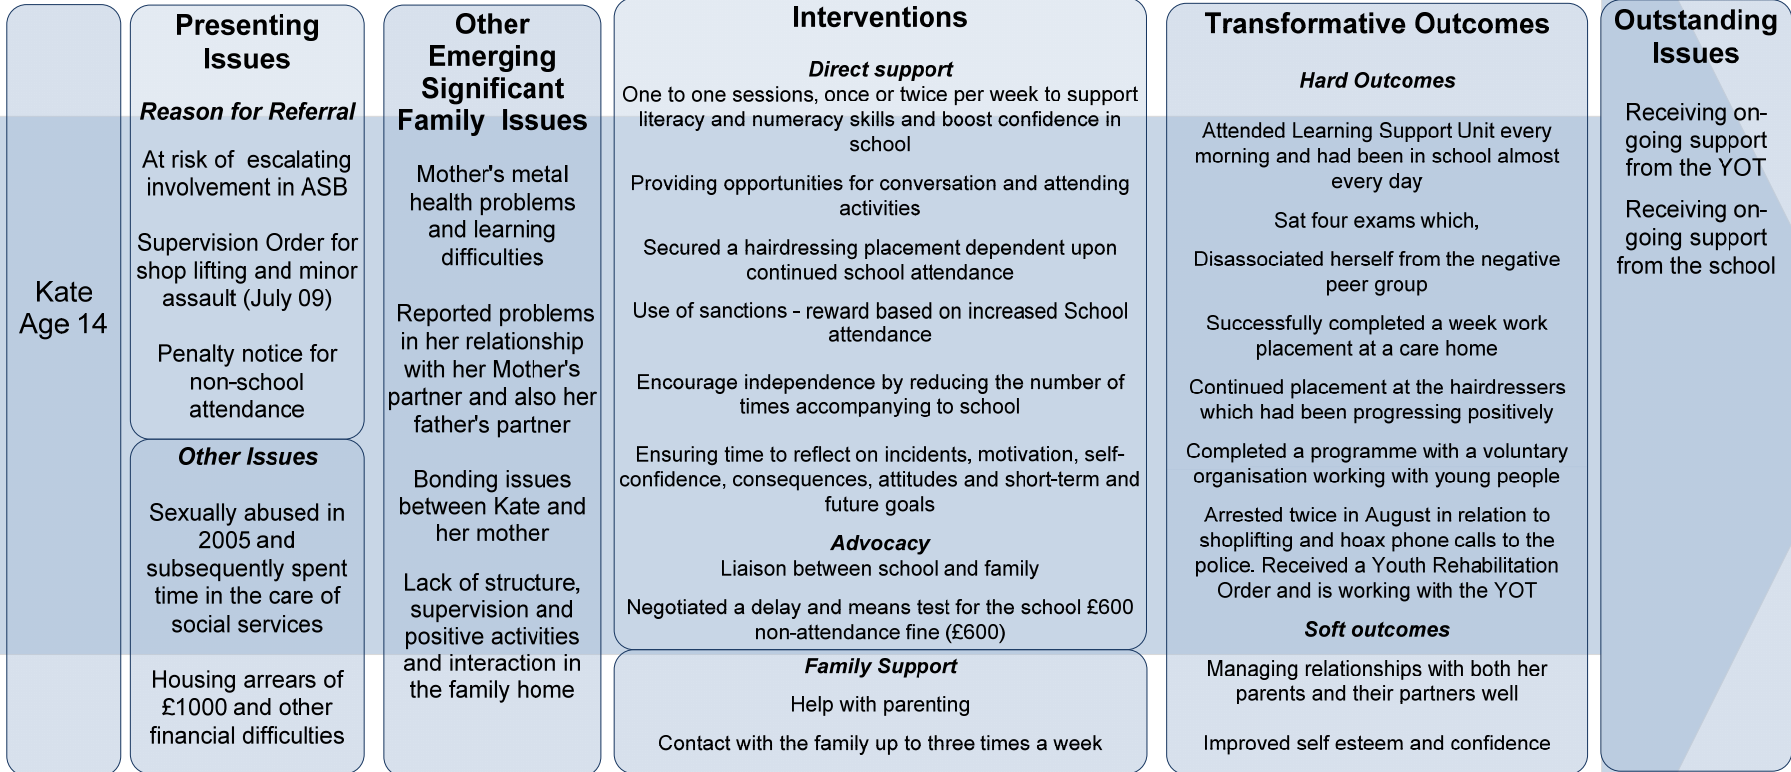 Kate
Age 14
Presenting
Issues
Reason for Referral
At risk of escalating
involvement in ASB
Supervision Order for
shop lifting and minor
assault (July 09)
Penalty notice for
non-school
attendance
Other Issues
Sexually abused in
2005 and
subsequently spent
time in the care of
social services
Housing arrears of
£1000 and other
financial difficulties
Other
Emerging
Significant
Family Issues
Mother's metal
health problems
and learning
difficulties
Reported problems
in her relationship
with her Mother's
partner and also her
father's partner
Bonding issues
between Kate and
her mother
Lack of structure,
supervision and
positive activities
and interaction in
the family home
Interventions
Direct support
One to one sessions, once or twice per week to support
literacy and numeracy skills and boost confidence in
school
Providing opportunities for conversation and attending
activities
Secured a hairdressing placement dependent upon
continued school attendance
Use of sanctions - reward based on increased School
attendance
Encourage independence by reducing the number of
times accompanying to school
Ensuring time to reflect on incidents, motivation, self-
confidence, consequences, attitudes and short-term and
future goals
Advocacy
Liaison between school and family
Negotiated a delay and means test for the school £600
non-attendance fine (£600)
Family Support
Help with parenting
Contact with the family up to three times a week
Transformative Outcomes
Hard Outcomes
Attended Learning Support Unit every
morning and had been in school almost
every day
Sat four exams which,
Disassociated herself from the negative
peer group
Successfully completed a week work
placement at a care home
Continued placement at the hairdressers
which had been progressing positively
Completed a programme with a voluntary
organisation working with young people
Arrested twice in August in relation to
shoplifting and hoax phone calls to the
police. Received a Youth Rehabilitation
Order and is working with the YOT
Soft outcomes
Managing relationships with both her
parents and their partners well
Improved self esteem and confidence
Outstanding
Issues
Receiving on-
going support
from the YOT
Receiving on-
going support
from the school